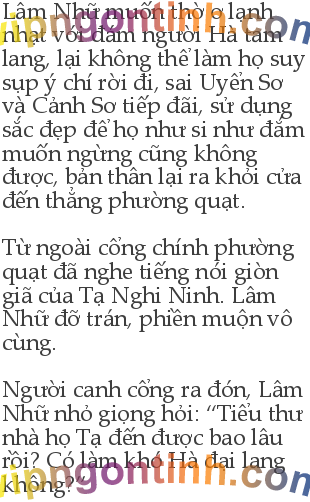 Lâm Nhữ muốn thờ ơ lạnh
nhạt với đám người Hà tam
lang, lại không thể làm họ suy
sụp ý chí rời đi, sai Uyển Sơ
và Cảnh Sơ tiếp đãi, sử dụng
sắc đẹp để họ như si như đắm
muốn ngừng cũng không
được, bản thân lại ra khỏi cửa
đến thẳng phường quạt.
Từ ngoài cổng chính phường
quạt đã nghe tiếng nói giòn
giã của Tạ Nghi Ninh. Lâm
Nhữ đỡ trán, phiền muộn vô
cùng.
Người canh cổng ra đón, Lâm
Nhữ nhỏ giọng hỏi: “Tiểu thư
nhà họ Tạ đến được bao lâu
rồi? Có làm khó Hà đại lang
không?”